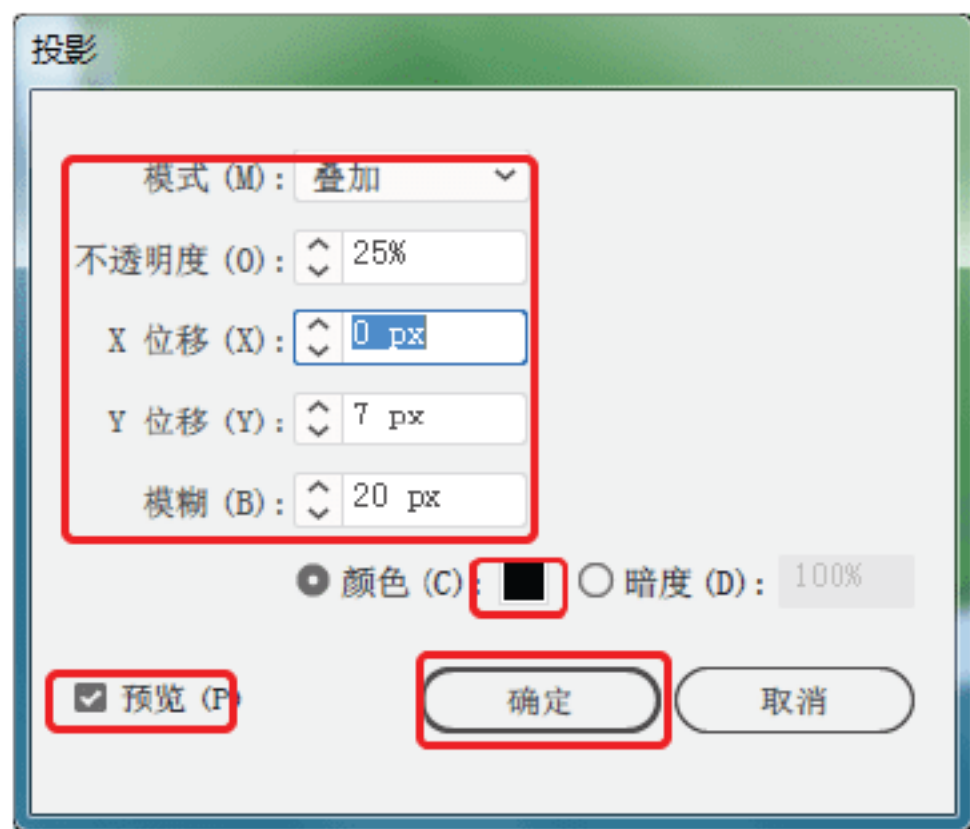 投影
模式 (M): 叠加
不透明度 (O): 25%
X 位移 (X): 0 px
Y 位移 (Y): 7 px
模糊 (B): 20 px
颜色 (C): 暗度 (D): 100%
预览 (P) 确定 取消